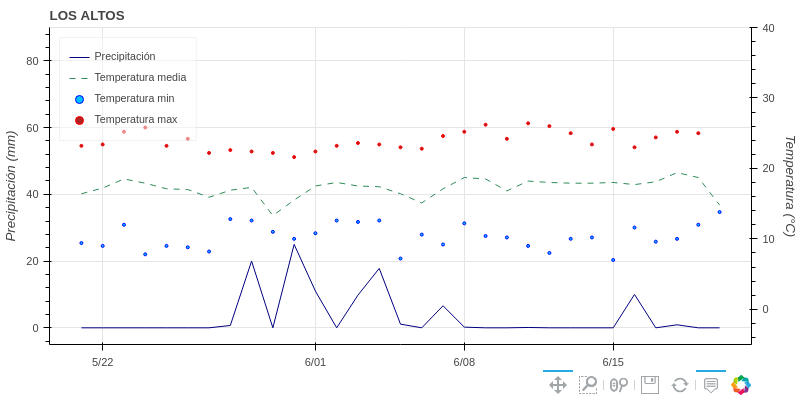 LOS ALTOS
Precipitación
Temperatura media
Temperatura min
Temperatura max
Precipitación (mm)
80
60
40
20
0
40
30
20
10
0
Temperatura (°C)
5/22
6/01
6/08
6/15